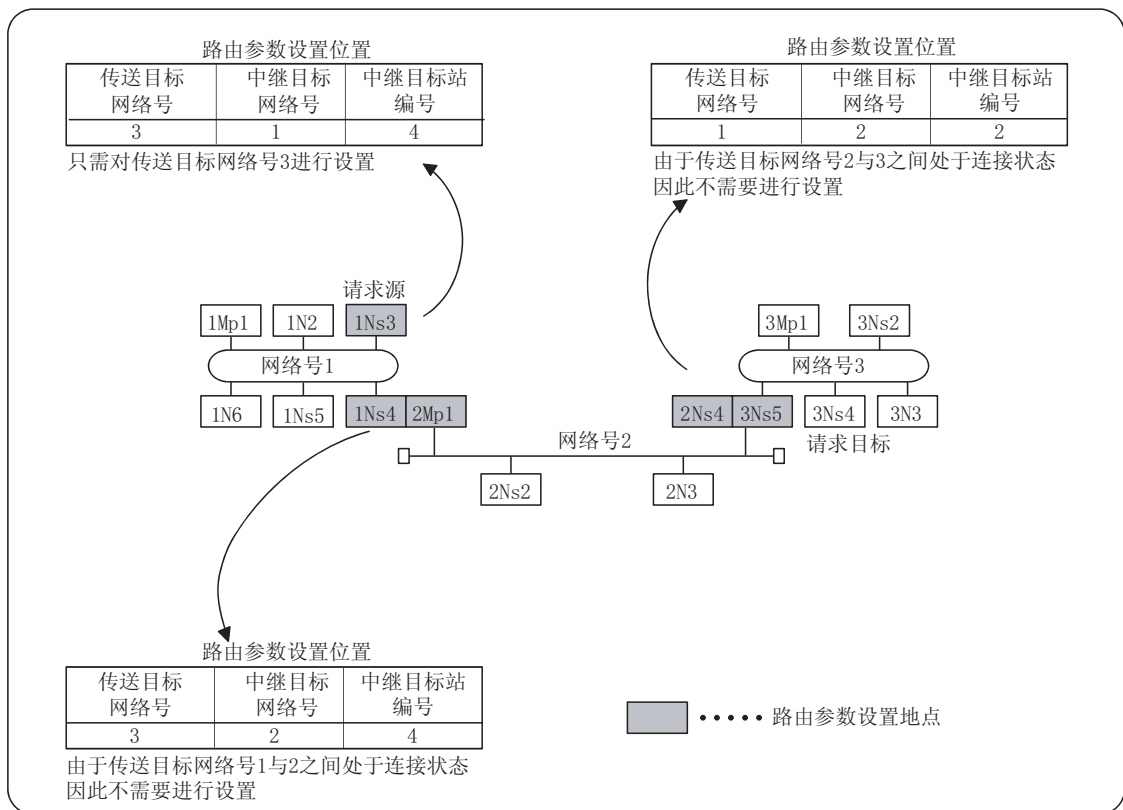 路由参数设置位置
传送目标网络号 中继目标网络号 中继目标站编号
3 1 4
只需对传送目标网络号3进行设置
路由参数设置位置
传送目标网络号 中继目标网络号 中继目标站编号
1 2 2
由于传送目标网络号2与3之间处于连接状态
因此不需要进行设置
请求源
1Mp1 1N2 1Ns3
网络号1
1N6 1Ns5 1Ns4 2Mp1
3Mp1 3Ns2
网络号3
2Ns4 3Ns5 3Ns4 3N3
请求目标
网络号2
2Ns2 2N3
路由参数设置位置
传送目标网络号 中继目标网络号 中继目标站编号
3 2 4
由于传送目标网络号1与2之间处于连接状态
因此不需要进行设置
····· 路由参数设置地点